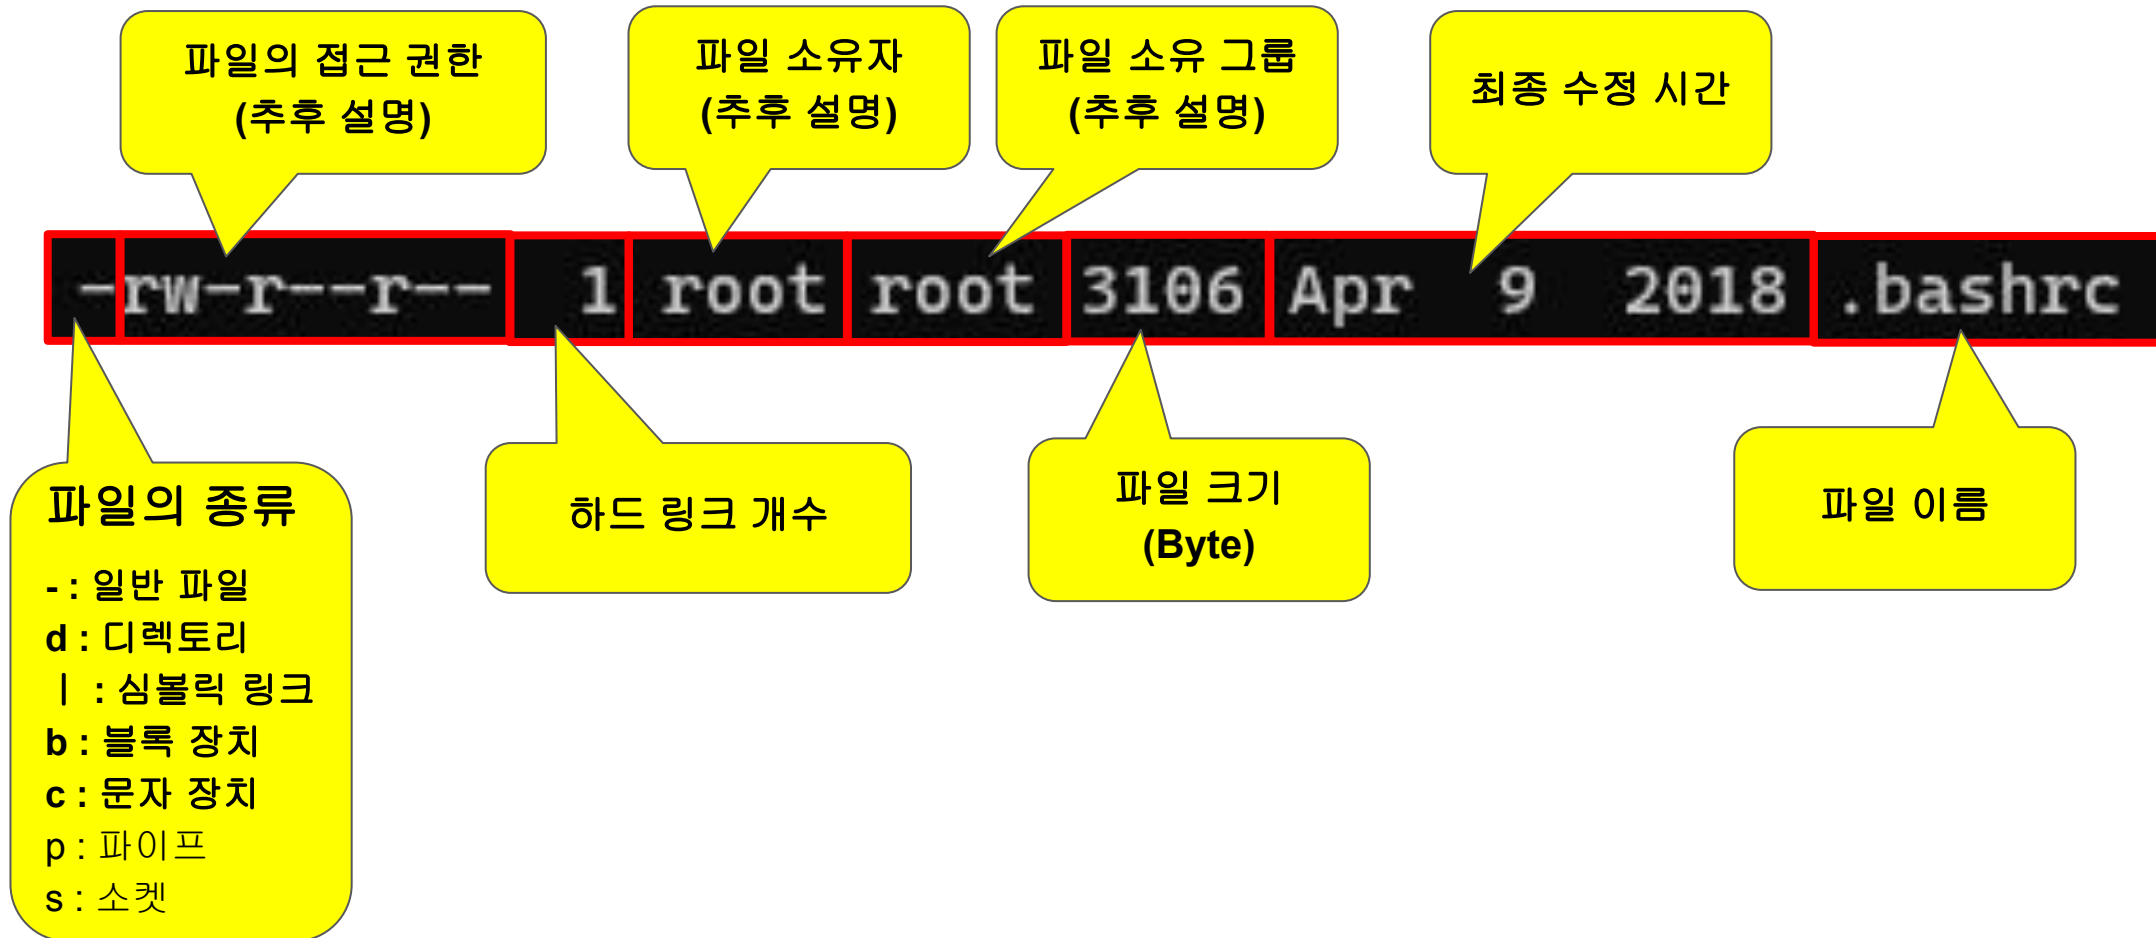 파일의 접근 권한
(추후 설명)
파일 소유자
(추후 설명)
파일 소유 그룹
(추후 설명)
최종 수정 시간
-rw-r--r-- 1 root root 3106 Apr 9 2018 .bashrc
파일의 종류
- : 일반 파일
d : 디렉토리
ㅣ : 심볼릭 링크
b : 블록 장치
c : 문자 장치
p : 파이프
s : 소켓
하드 링크 개수
파일 크기
(Byte)
파일 이름